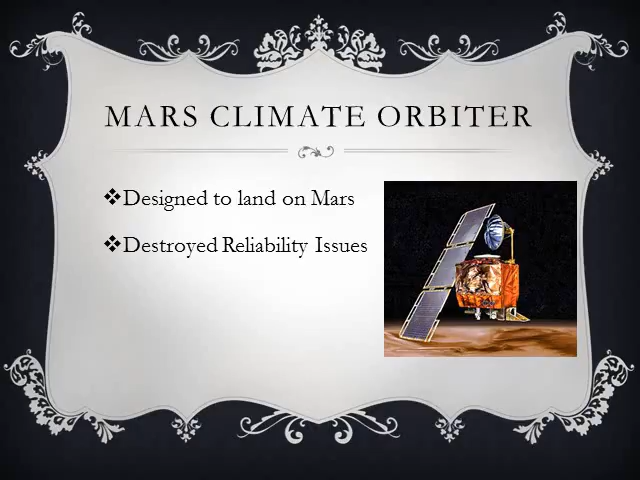 MARS CLIMATE ORBITER
❖Designed to land on Mars
❖Destroyed Reliability Issues